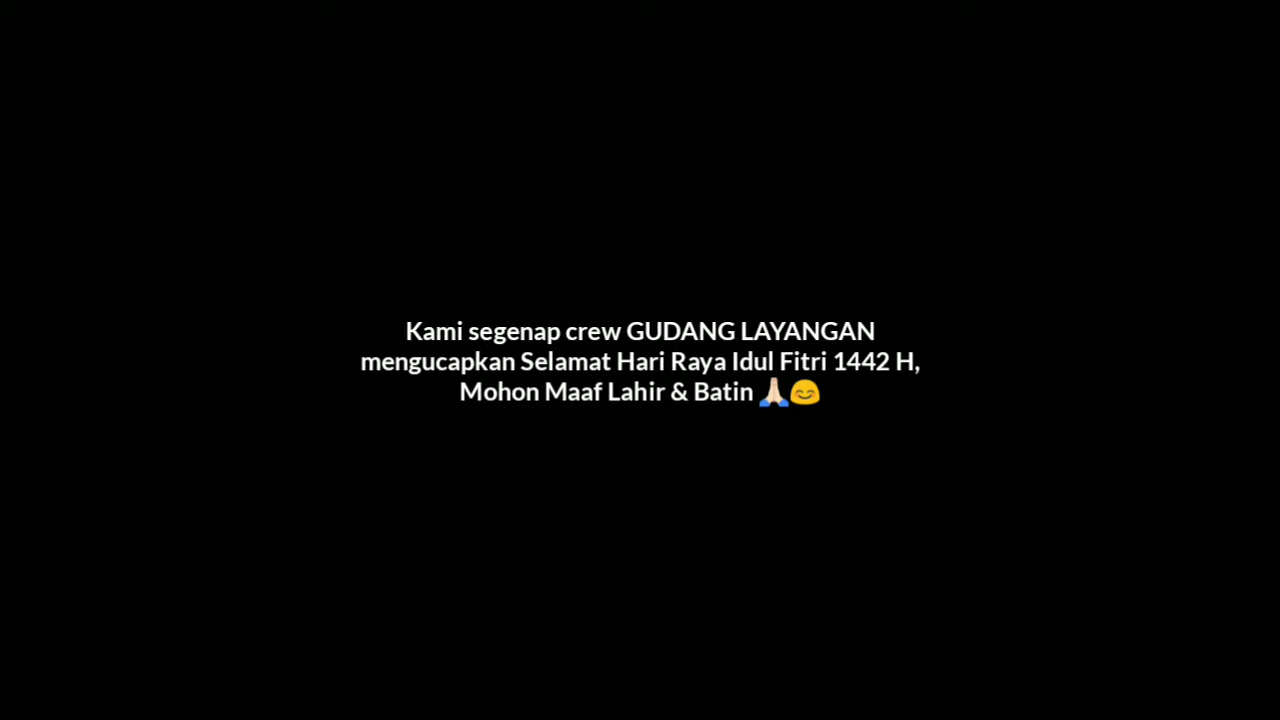 Kami segenap crew GUDANG LAYANGAN
mengucapkan Selamat Hari Raya Idul Fitri 1442 H,
Mohon Maaf Lahir & Batin 🙏🏻😊